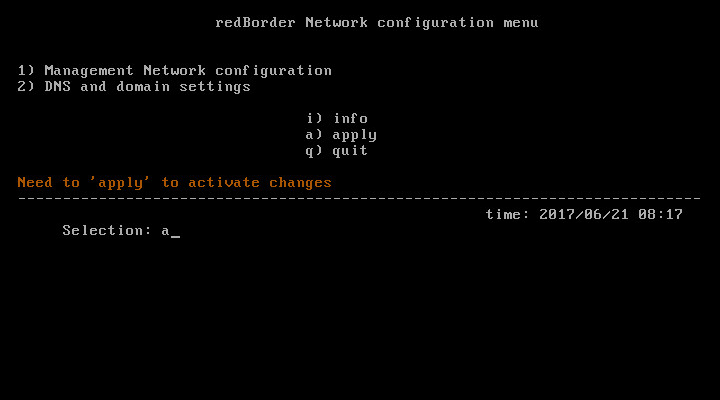 redBorder Network configuration menu
1) Management Network configuration
2) DNS and domain settings
i) info
a) apply
q) quit
Need to 'apply' to activate changes
--------------------------------------------------------------------------------
time: 2017/06/21 08:17
Selection: a_